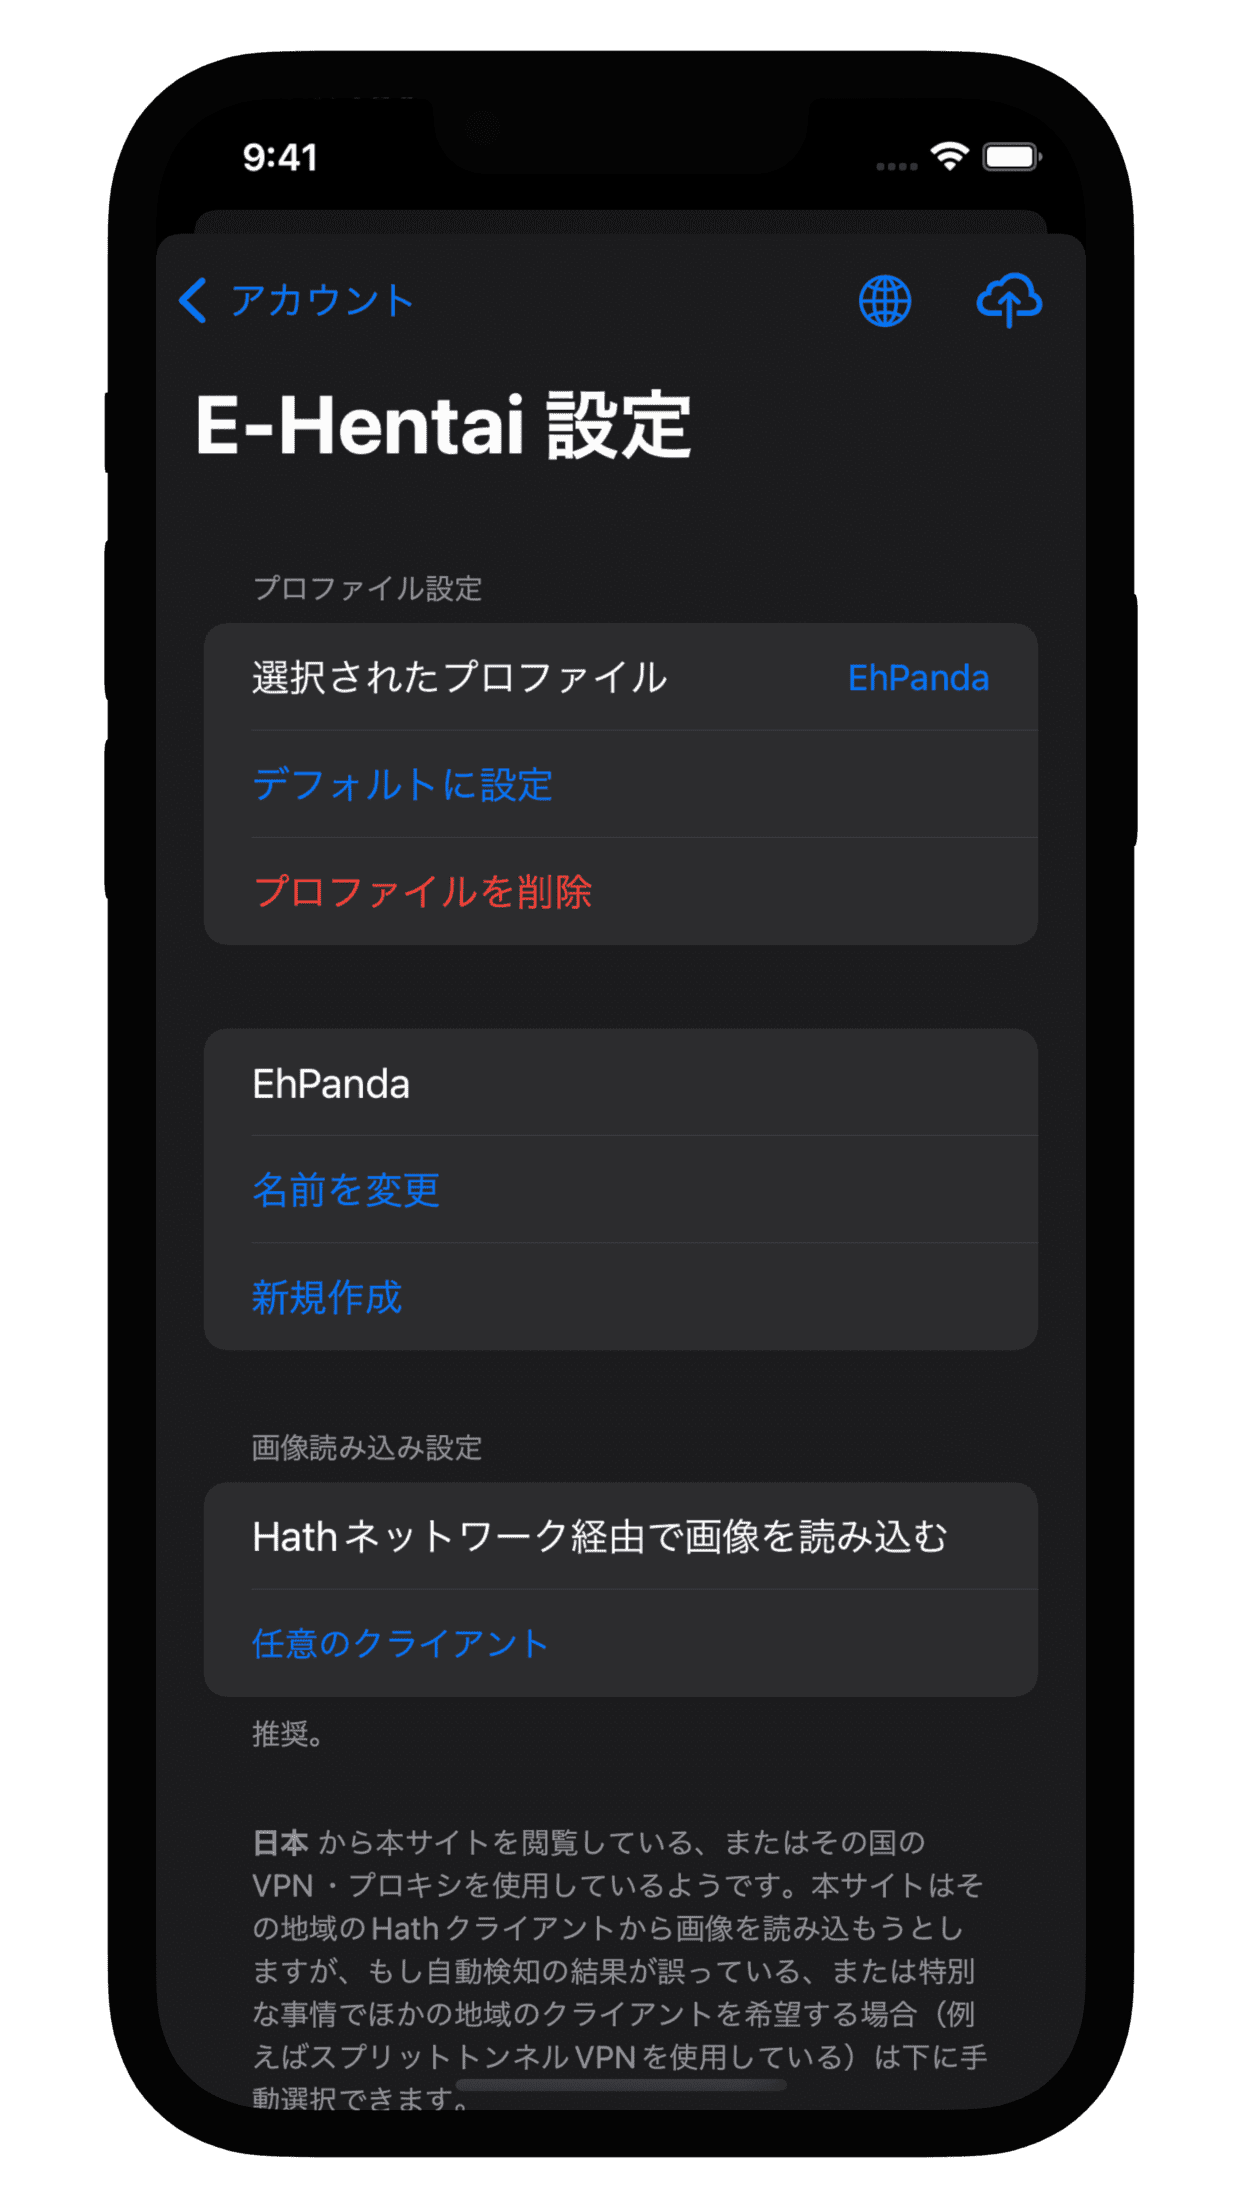 9:41
アカウント
E-Hentai 設定
プロファイル設定
選択されたプロファイル EhPanda
デフォルトに設定
プロファイルを削除
EhPanda
名前を変更
新規作成
画像読み込み設定
Hathネットワーク経由で画像を読み込む
任意のクライアント
推奨。
日本 から本サイトを閲覧している、またはその国の
VPN・プロキシを使用しているようです。本サイトはそ
の地域のHathクライアントから画像を読み込もうとし
ますが、もし自動検知の結果が誤っている、または特別
な事情でほかの地域のクライアントを希望する場合（例
えばスプリットトンネルVPNを使用している）は下に手
動選択できます。